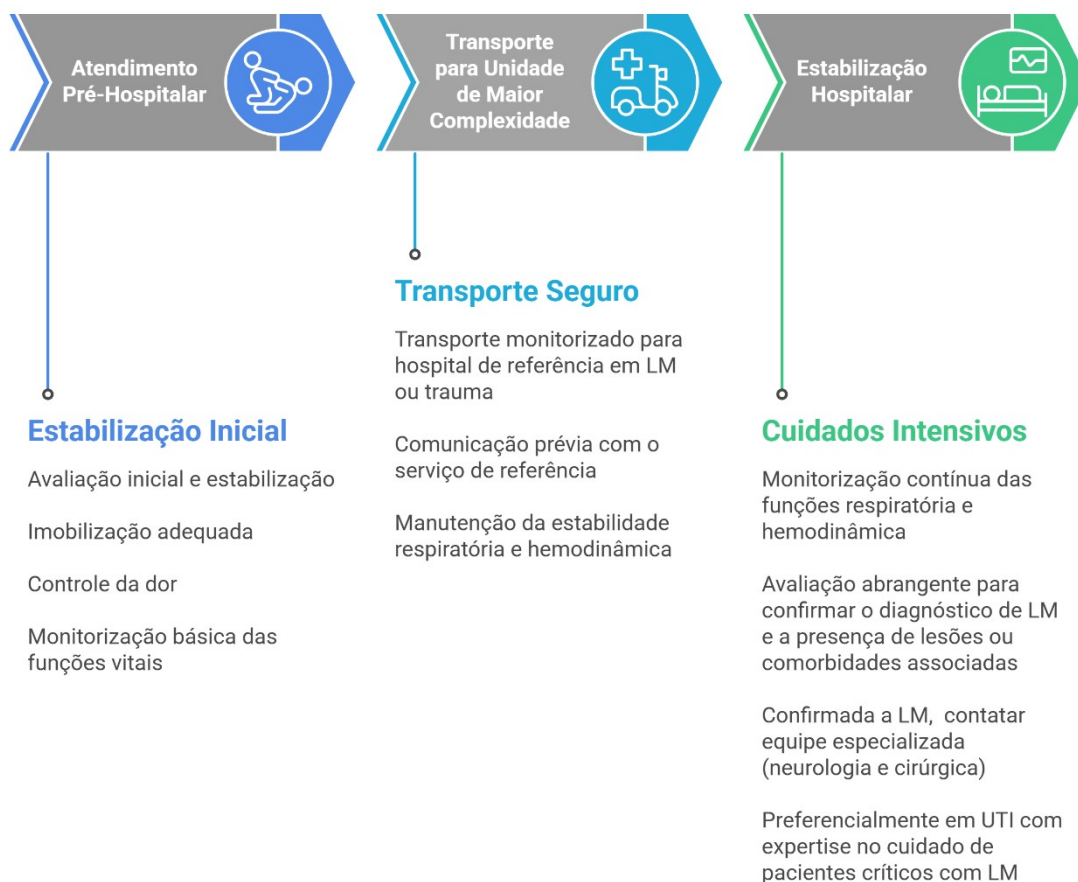 Atendimento
Pré-Hospitalar
Transporte
para Unidade
de Maior
Complexidade
Estabilização
Hospitalar
Estabilização Inicial
Avaliação inicial e estabilização
Imobilização adequada
Controle da dor
Monitorização básica das
funções vitais
Transporte Seguro
Transporte monitorizado para
hospital de referência em LM
ou trauma
Comunicação prévia com o
serviço de referência
Manutenção da estabilidade
respiratória e hemodinâmica
Cuidados Intensivos
Monitorização contínua das
funções respiratória e
hemodinâmica
Avaliação abrangente para
confirmar o diagnóstico de LM
e a presença de lesões ou
comorbidades associadas
Confirmada a LM, contatar
equipe especializada
(neurologia e cirúrgica)
Preferencialmente em UTI com
expertise no cuidado de
pacientes críticos com LM